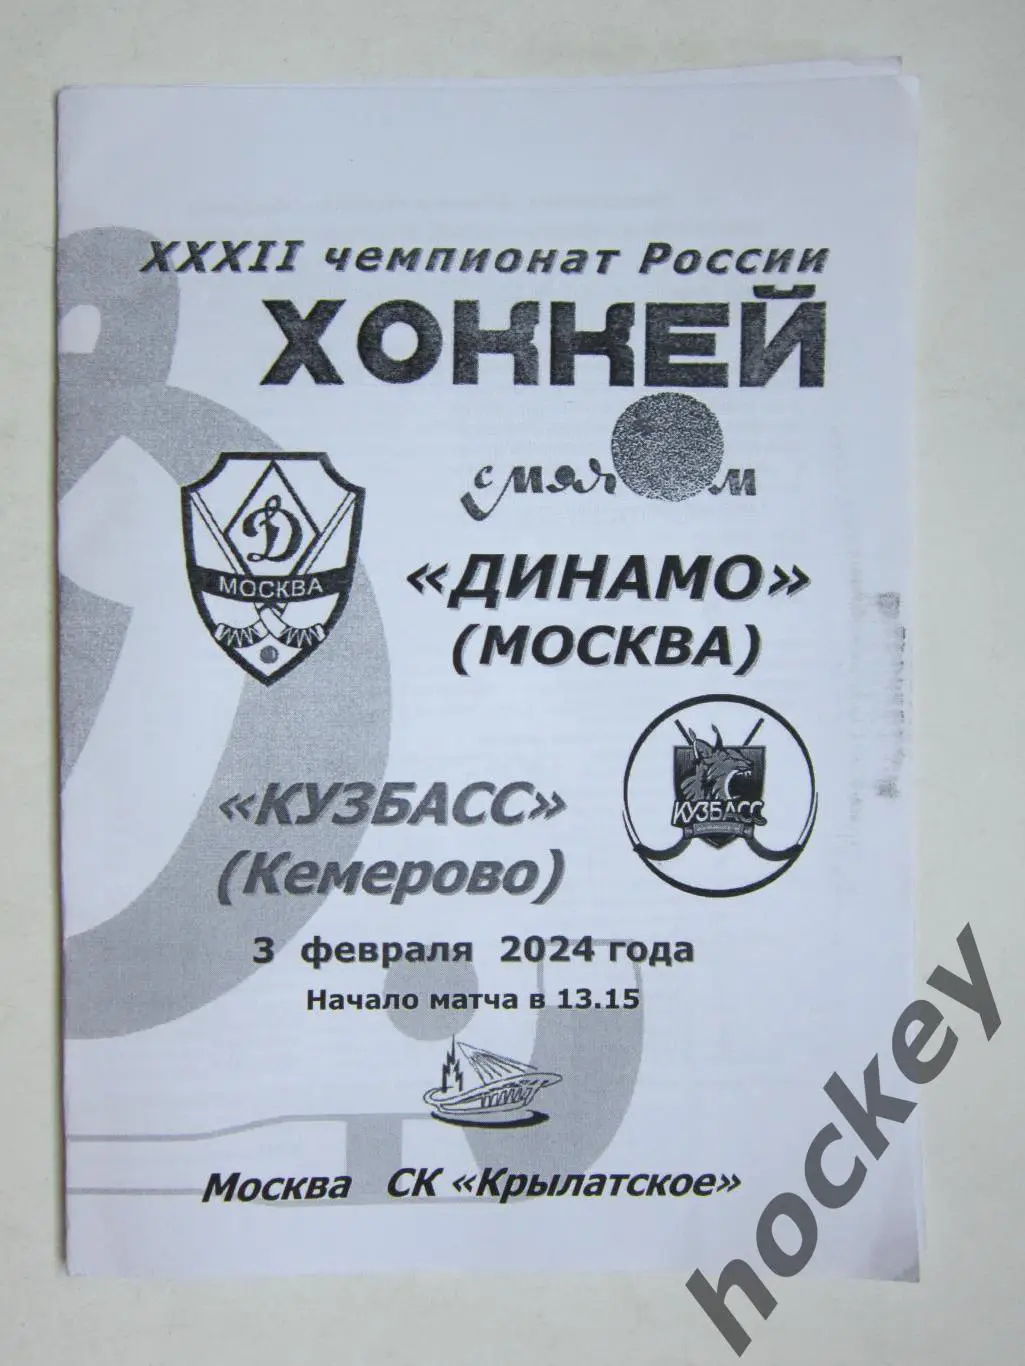 XXXII чемпионат России
ХОККЕЙ
с мячом
МОСКВА
«ДИНАМО»
(МОСКВА)
КУЗБАСС
«КУЗБАСС»
(Кемерово)
3 февраля 2024 года
Начало матча в 13.15
Москва СК «Крылатское»
hockey